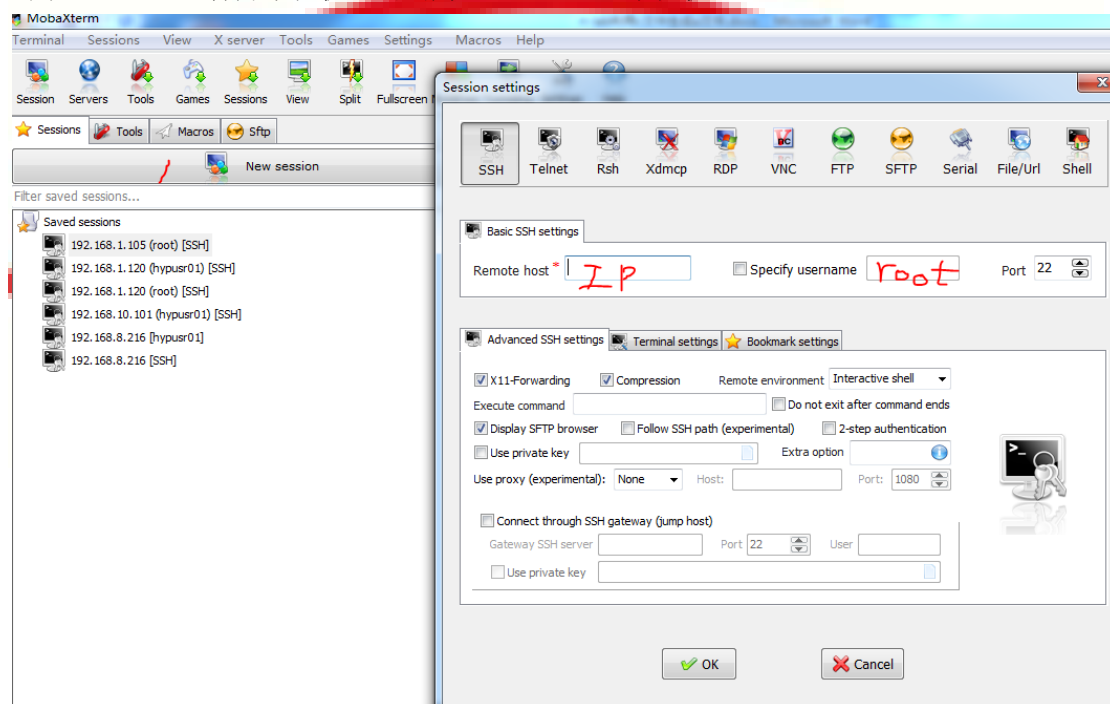 MobaXterm
Terminal Sessions View X server Tools Games Settings Macros Help
Session Servers Tools Games Sessions View Split Fullscreen
Sessions Tools Macros Sftp
New session
Filter saved sessions...
Saved sessions
192.168.1.105 (root) [SSH]
192.168.1.120 (hypusr01) [SSH]
192.168.1.120 (root) [SSH]
192.168.10.101 (hypusr01) [SSH]
192.168.8.216 [hypusr01]
192.168.8.216 [SSH]
Session settings
SSH Telnet Rsh Xdmcp RDP VNC FTP SFTP Serial File/Url Shell
Basic SSH settings
Remote host * IP Specify username root Port 22
Advanced SSH settings Terminal settings Bookmark settings
X11-Forwarding Compression Remote environment Interactive shell
Execute command Do not exit after command ends
Display SFTP browser Follow SSH path (experimental) 2-step authentication
Use private key Extra option
Use proxy (experimental): None Host: Port: 1080
Connect through SSH gateway (jump host)
Gateway SSH server Port 22 User
Use private key
OK Cancel